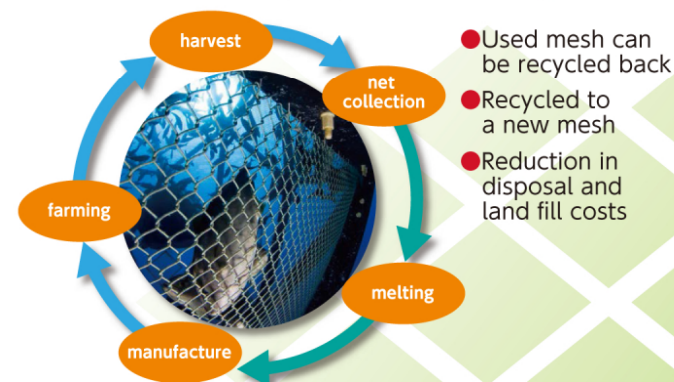 harvest
net
collection
melting
manufacture
farming
●Used mesh can
be recycled back
●Recycled to
a new mesh
●Reduction in
disposal and
land fill costs